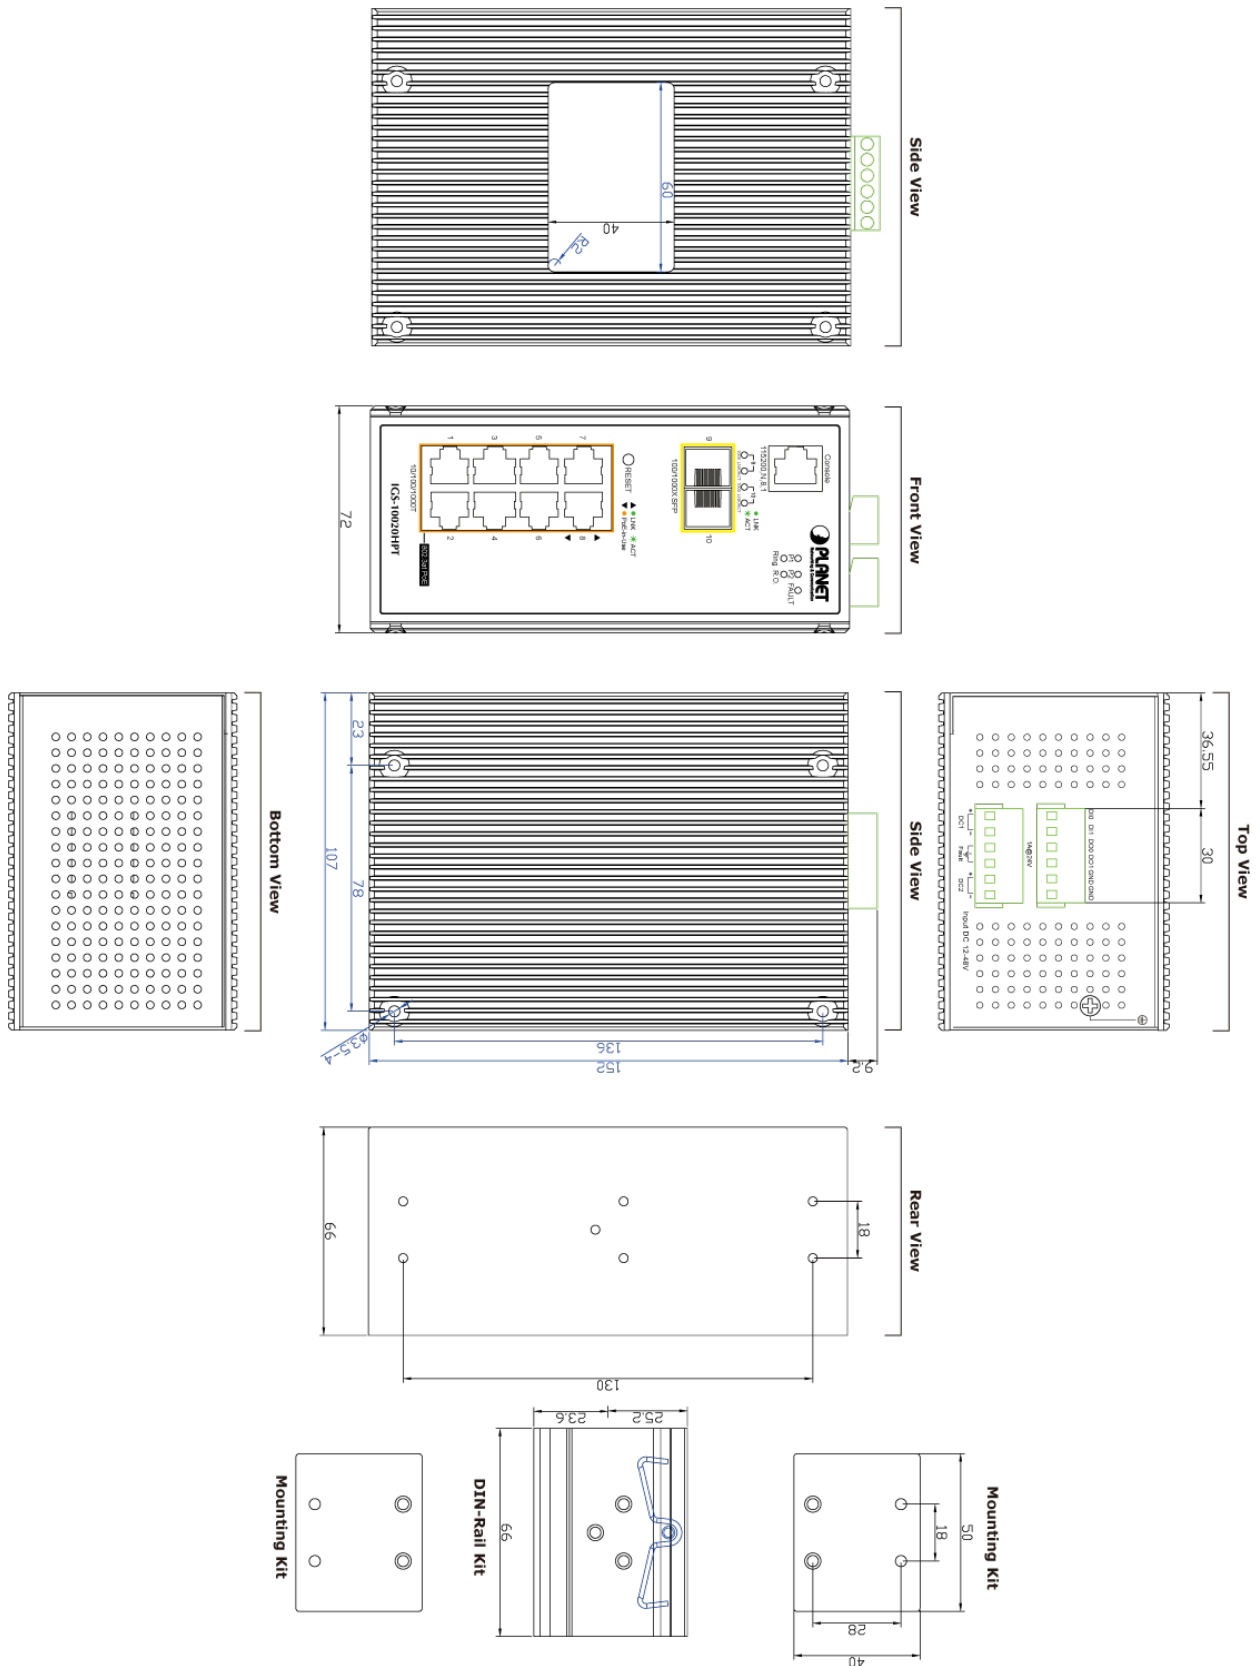 Side View
60
40
R2
Front View
72
Console
115200,N,8,1
9
10
100/1000X SFP
LNK
ACT
PLANET
Networking & Communication
P1 P2 FAULT
Ring R.O.
RESET
LNK ACT
PoE-in-Use
1
3
5
7
2
4
6
8
10/100/1000T
IGS-10020HPT
802.3at PoE
Top View
36.55
30
DI0 DI1 DO0 DO1 GND GND
1A@24V
DC1
Fault
DC2
Input DC 12-48V
Side View
23
78
107
ø3.5-4
136
152
9.2
Bottom View
Rear View
18
66
130
Mounting Kit
DIN-Rail Kit
23.6
25.2
66
Mounting Kit
50
18
28
40